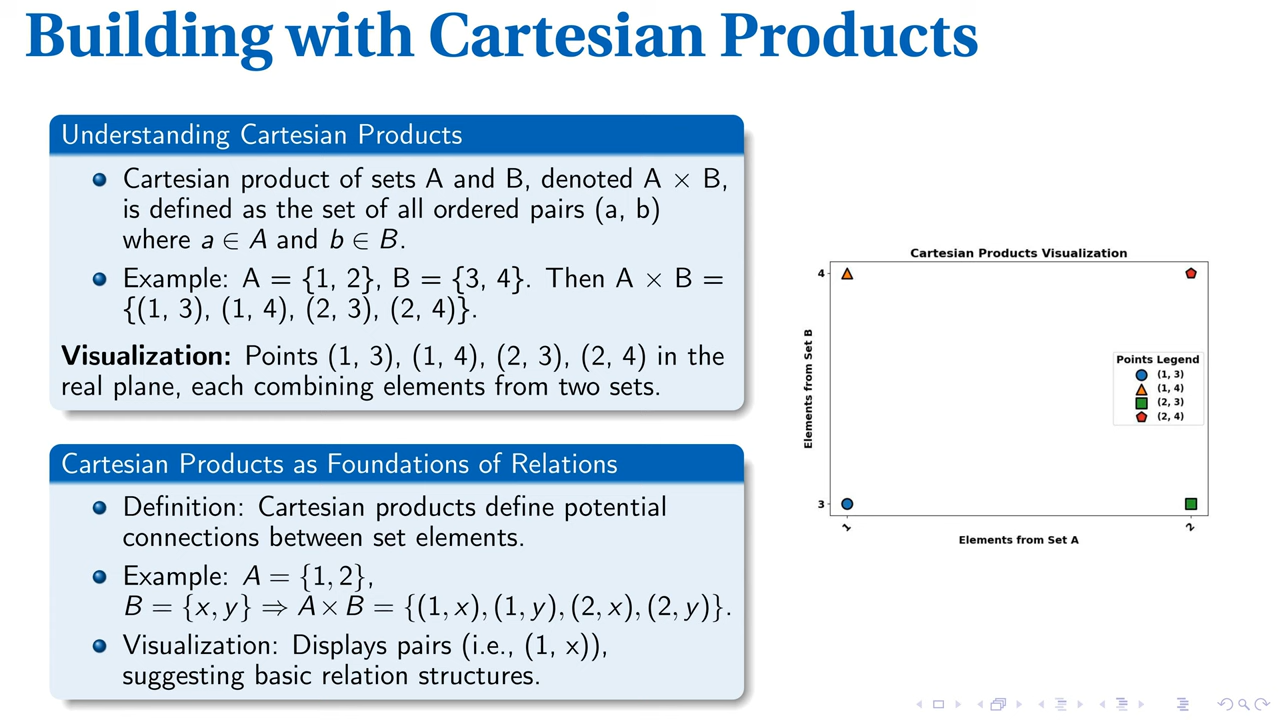 Building with Cartesian Products
Understanding Cartesian Products
Cartesian product of sets A and B, denoted A × B,
is defined as the set of all ordered pairs (a, b)
where a ∈ A and b ∈ B.
Example: A = {1, 2}, B = {3, 4}. Then A × B =
{(1, 3), (1, 4), (2, 3), (2, 4)}.
Visualization: Points (1, 3), (1, 4), (2, 3), (2, 4) in the
real plane, each combining elements from two sets.
Cartesian Products as Foundations of Relations
Definition: Cartesian products define potential
connections between set elements.
Example: A = {1, 2},
B = {x, y} ⇒ A × B = {(1, x), (1, y), (2, x), (2, y)}.
Visualization: Displays pairs (i.e., (1, x)),
suggesting basic relation structures.
Cartesian Products Visualization
Elements from Set B
4
3
Points Legend
(1, 3)
(1, 4)
(2, 3)
(2, 4)
1
2
Elements from Set A